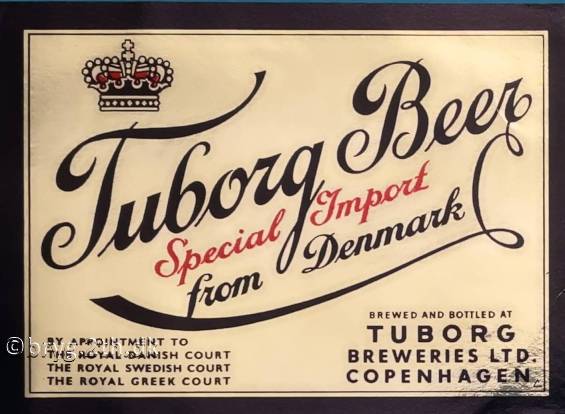 Tuborg Beer
Special Import
from Denmark
BY APPOINTMENT TO
THE ROYAL DANISH COURT
THE ROYAL SWEDISH COURT
THE ROYAL GREEK COURT
BREWED AND BOTTLED AT
TUBORG
BREWERIES LTD.
COPENHAGEN